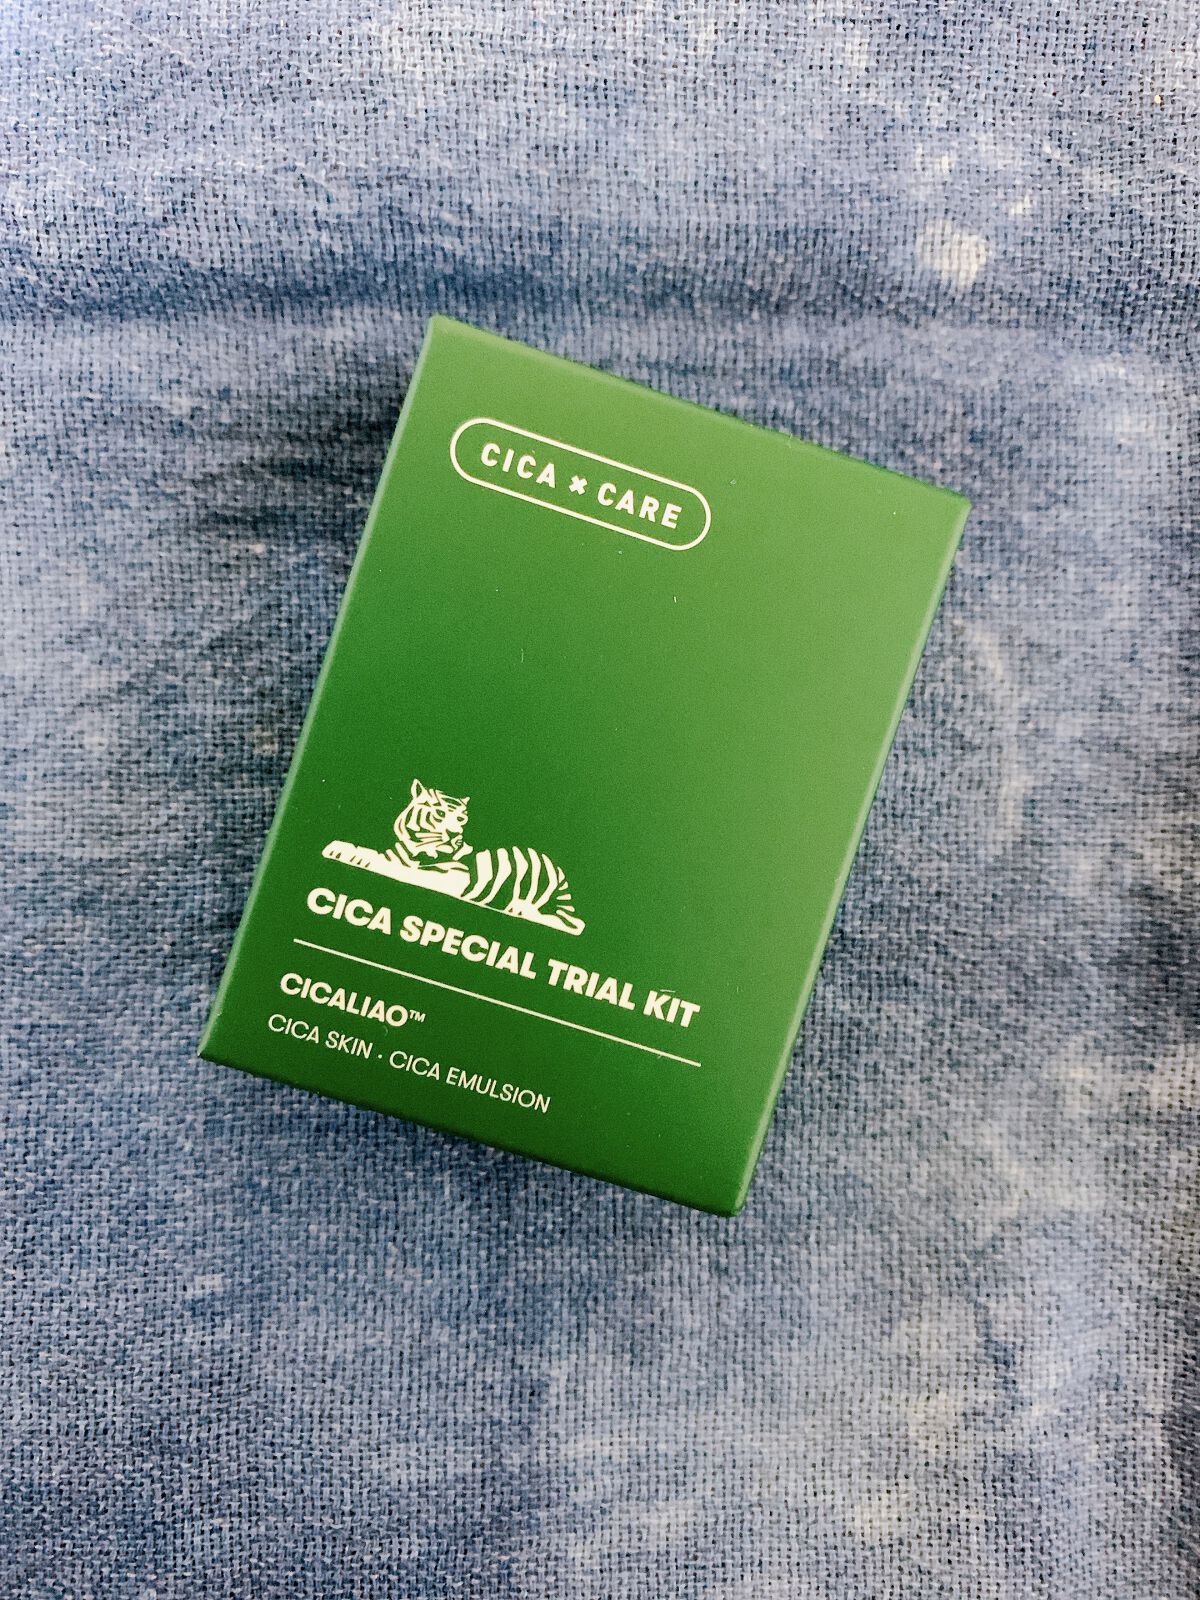 CICA × CARE
CICA SPECIAL TRIAL KIT
CICALIAO™
CICA SKIN · CICA EMULSION